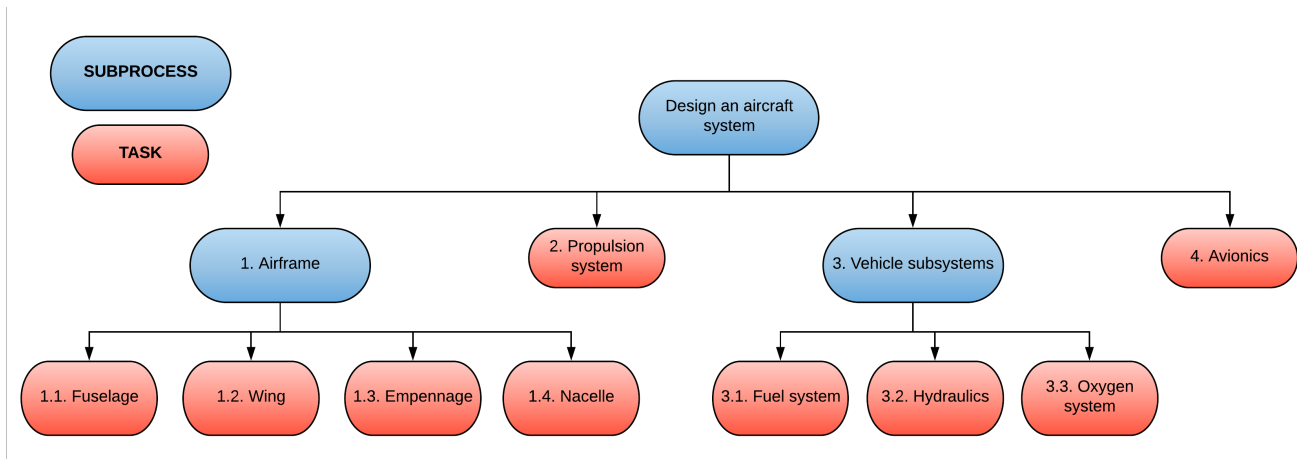 SUBPROCESS
TASK
Design an aircraft
system
1. Airframe
2. Propulsion
system
3. Vehicle subsystems
4. Avionics
1.1. Fuselage
1.2. Wing
1.3. Empennage
1.4. Nacelle
3.1. Fuel system
3.2. Hydraulics
3.3. Oxygen
system